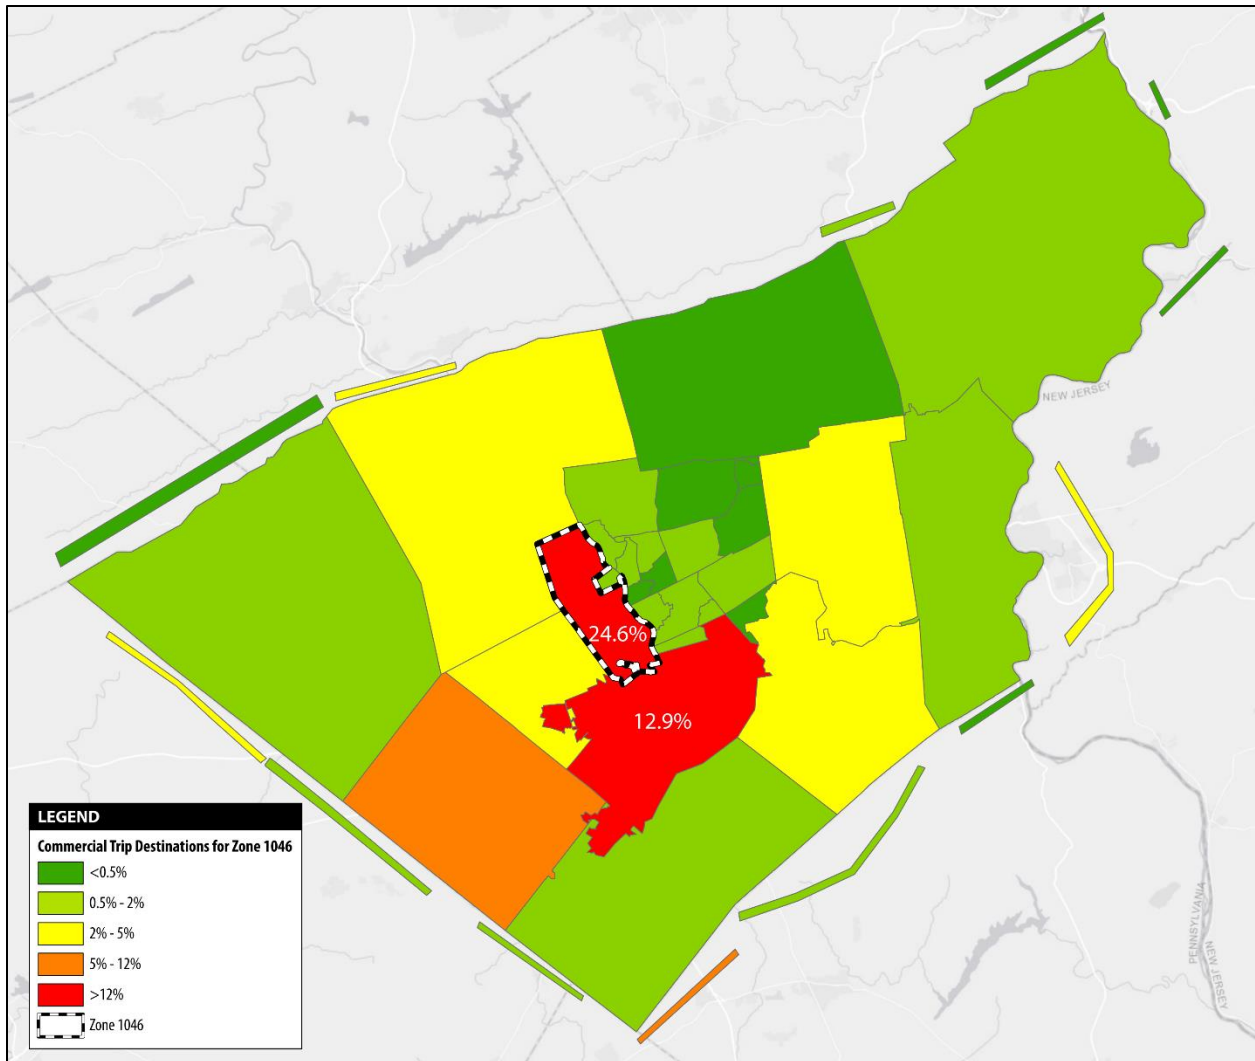 NEW JERSEY
24.6%
12.9%
LEGEND
Commercial Trip Destinations for Zone 1046
<0.5%
0.5% - 2%
2% - 5%
5% - 12%
>12%
Zone 1046
PENNSYLVANIA
NEW JERSEY